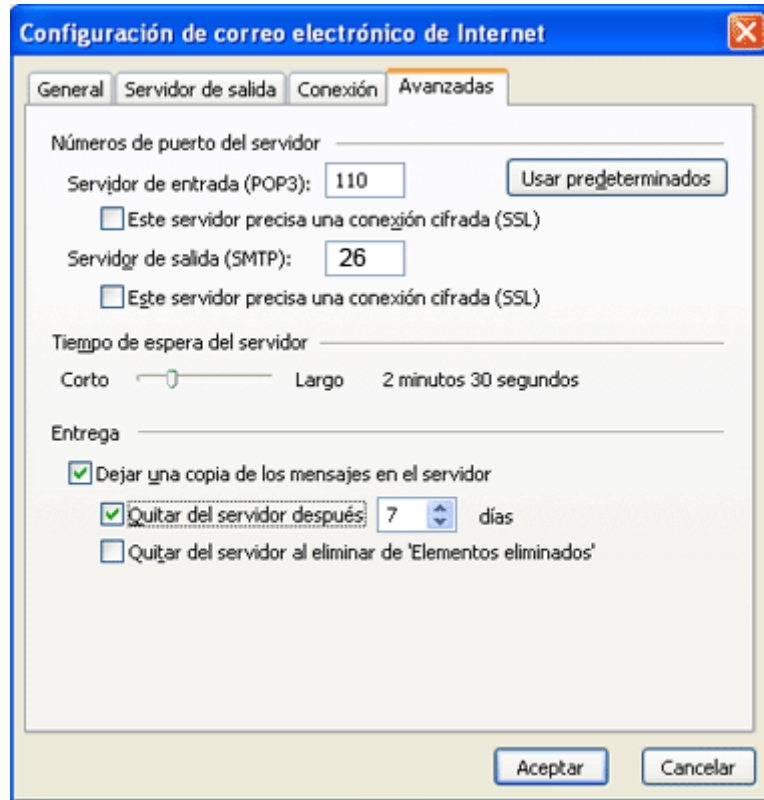 Configuración de correo electrónico de Internet
General Servidor de salida Conexión Avanzadas
Números de puerto del servidor
Servidor de entrada (POP3): 110 Usar predeterminados
Este servidor precisa una conexión cifrada (SSL)
Servidor de salida (SMTP): 26
Este servidor precisa una conexión cifrada (SSL)
Tiempo de espera del servidor
Corto Largo 2 minutos 30 segundos
Entrega
Dejar una copia de los mensajes en el servidor
Quitar del servidor después 7 días
Quitar del servidor al eliminar de 'Elementos eliminados'
Aceptar Cancelar